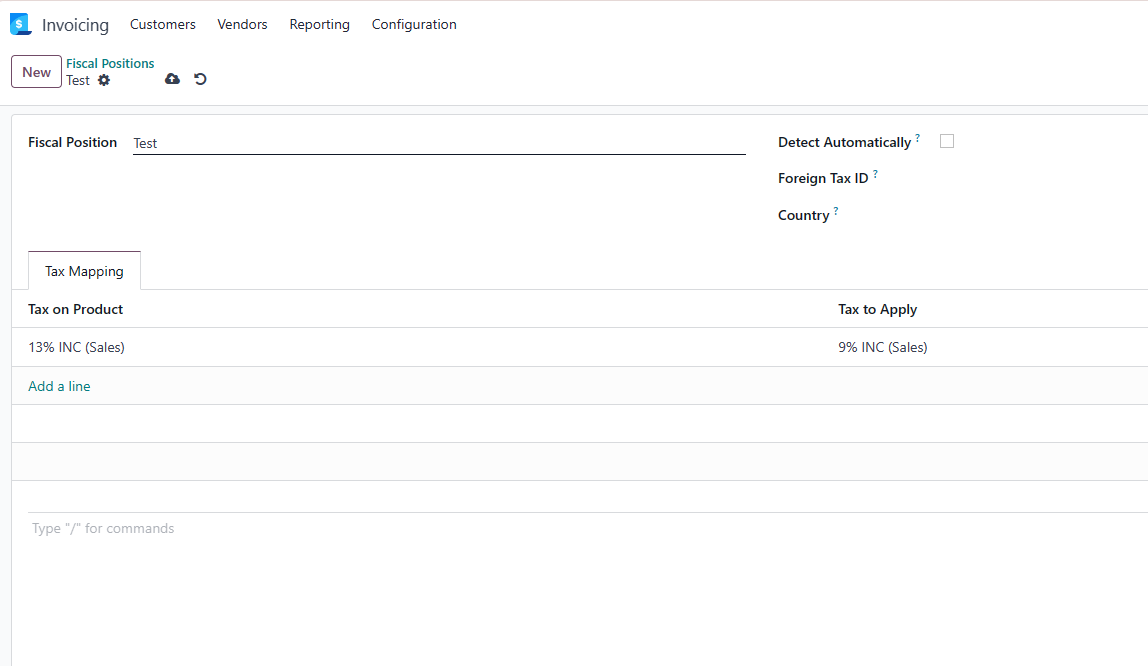 $ Invoicing Customers Vendors Reporting Configuration
New
Fiscal Positions
Test
Fiscal Position Test
Detect Automatically ?
Foreign Tax ID ?
Country ?
Tax Mapping
Tax on Product Tax to Apply
13% INC (Sales) 9% INC (Sales)
Add a line
Type "/" for commands